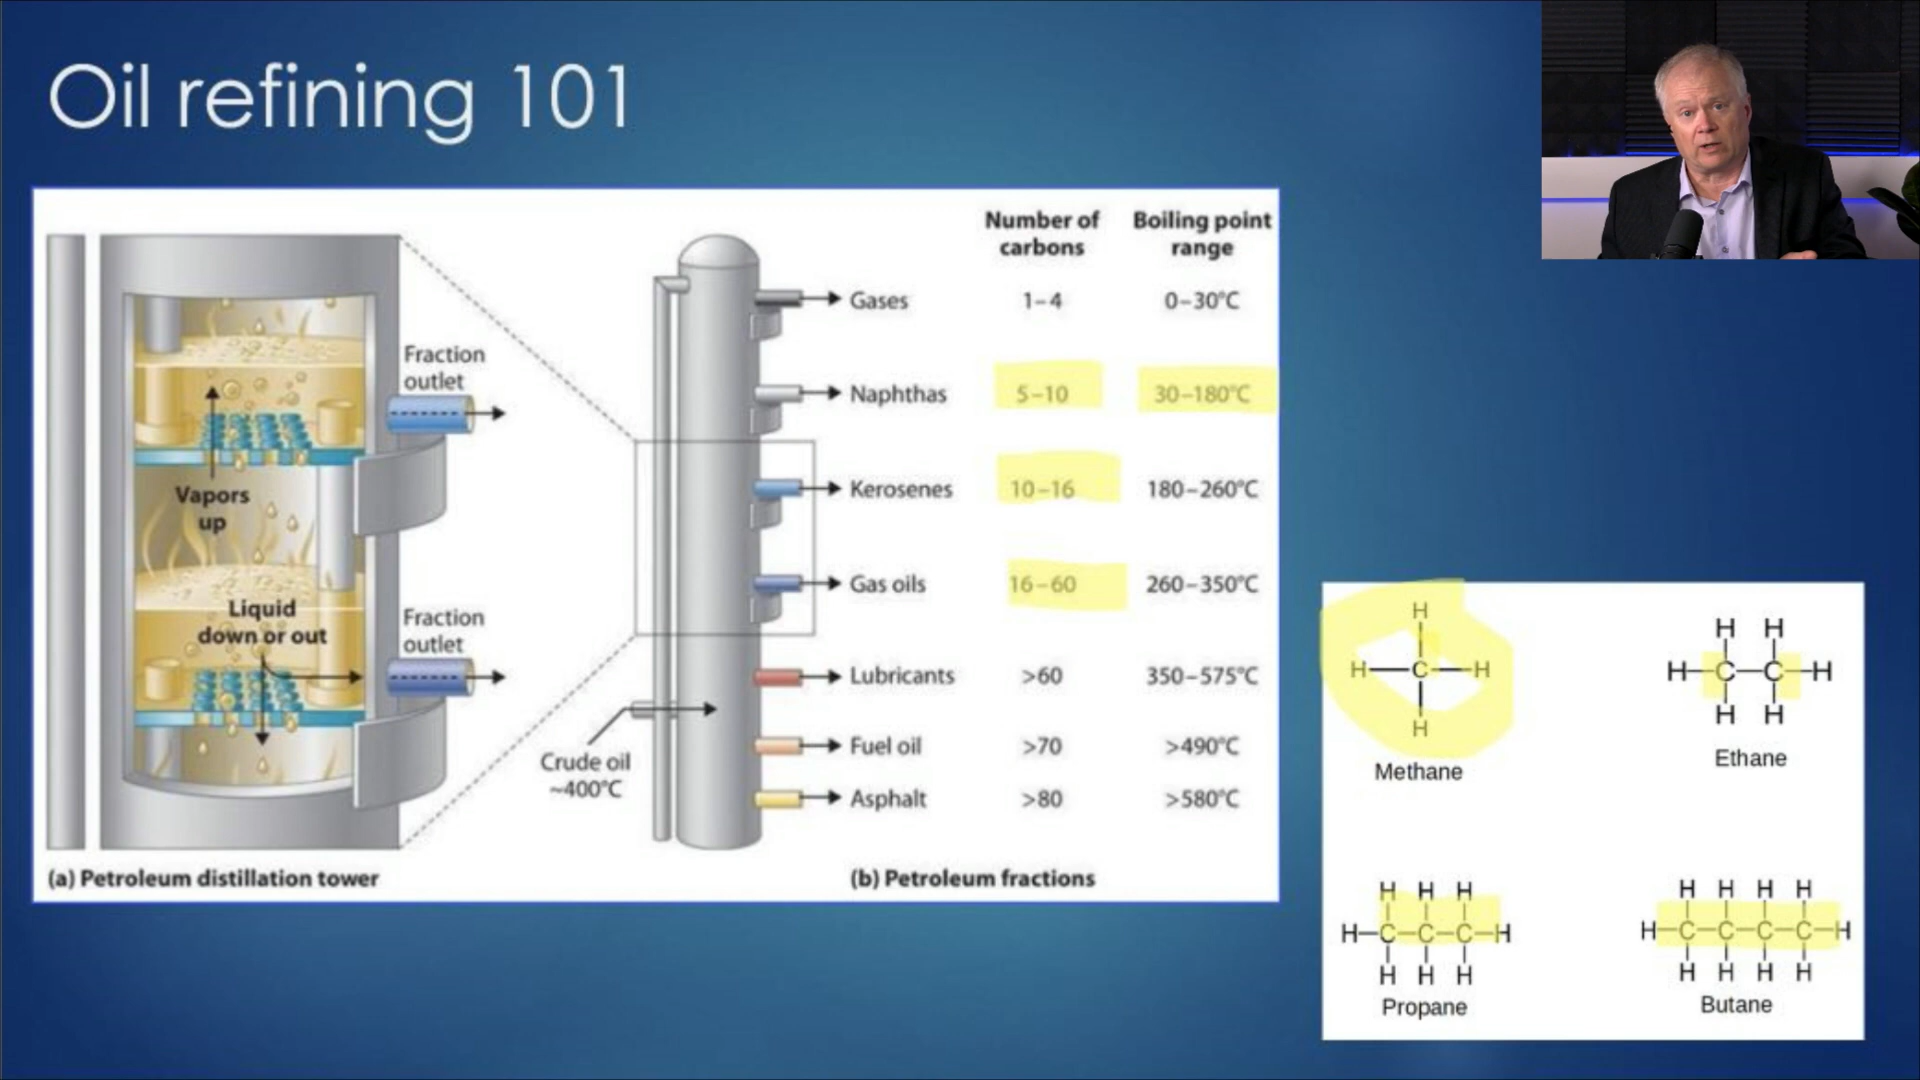 Oil refining 101
Number of
carbons
Boiling point
range
Gases 1–4 0–30°C
Naphthas 5–10 30–180°C
Kerosenes 10–16 180–260°C
Gas oils 16–60 260–350°C
Lubricants >60 350–575°C
Fuel oil >70 >490°C
Asphalt >80 >580°C
Fraction
outlet
Vapors
up
Liquid
down or out
Fraction
outlet
Crude oil
~400°C
(a) Petroleum distillation tower
(b) Petroleum fractions
H
H C H
H
Methane
H H
H C C H
H H
Ethane
H H H
H C C C H
H H H
Propane
H H H H
H C C C C H
H H H H
Butane